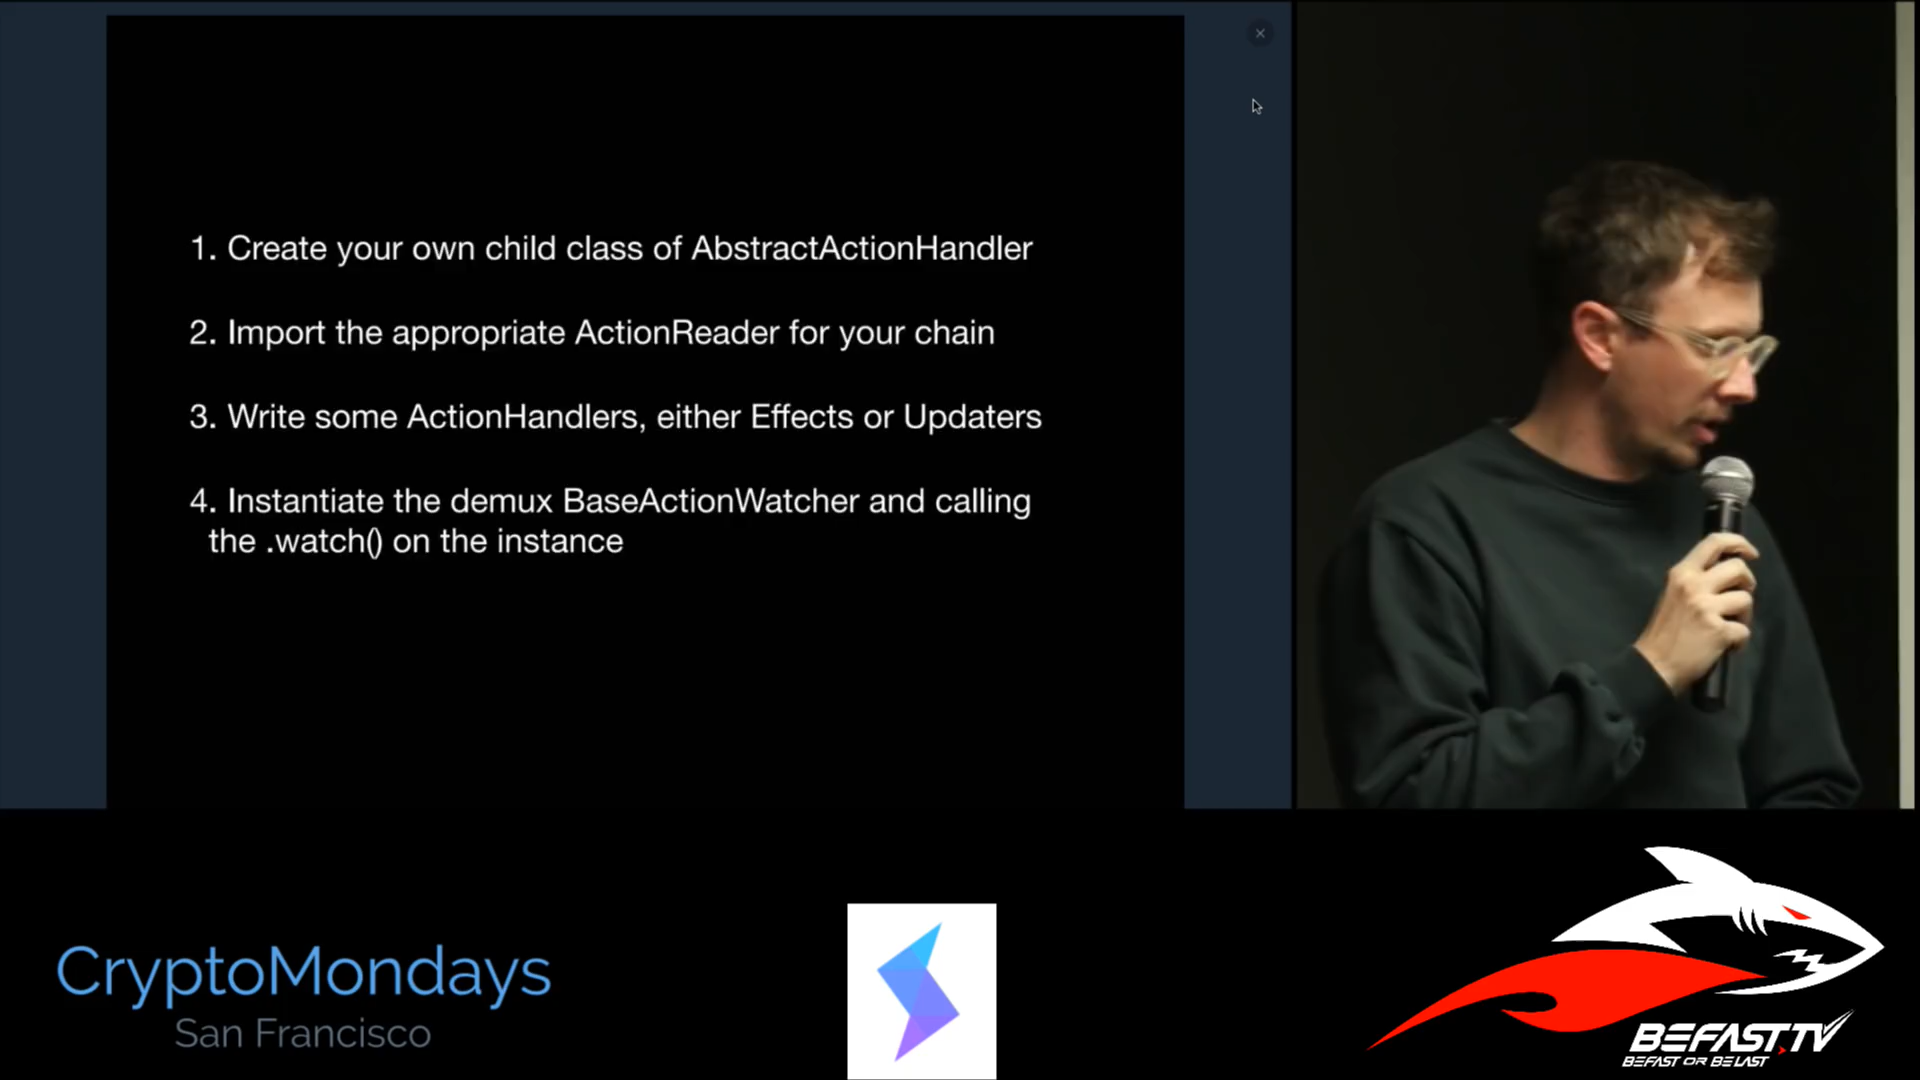 1. Create your own child class of AbstractActionHandler
2. Import the appropriate ActionReader for your chain
3. Write some ActionHandlers, either Effects or Updaters
4. Instantiate the demux BaseActionWatcher and calling
the .watch() on the instance
CryptoMondays
San Francisco
BEFAST.TV
BEFAST OR BE LAST